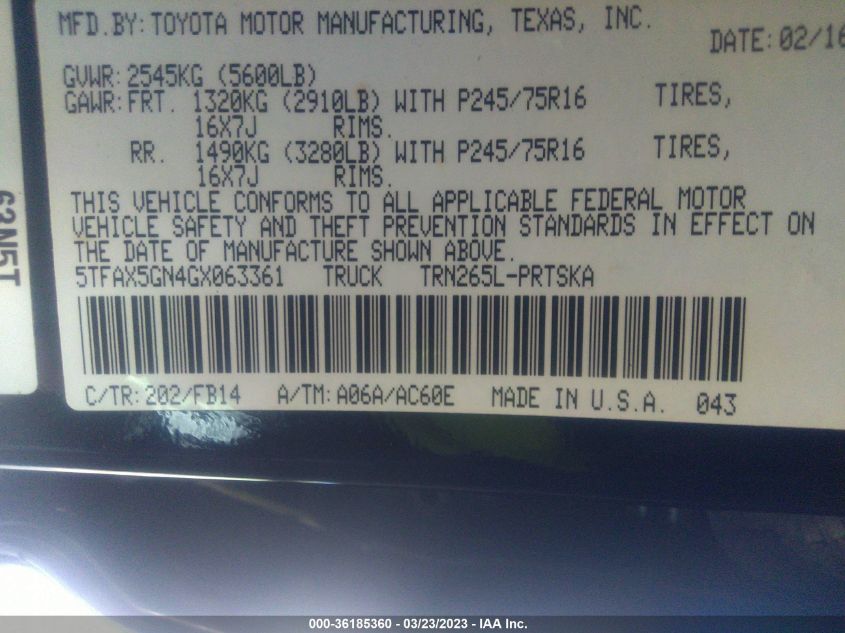 MFD.BY:TOYOTA MOTOR MANUFACTURING, TEXAS, INC.
DATE:02/16
GVWR:2545KG (5600LB)
GAWR:FRT. 1320KG (2910LB) WITH P245/75R16 TIRES,
16X7J RIMS.
RR. 1490KG (3280LB) WITH P245/75R16 TIRES,
16X7J RIMS.
THIS VEHICLE CONFORMS TO ALL APPLICABLE FEDERAL MOTOR
VEHICLE SAFETY AND THEFT PREVENTION STANDARDS IN EFFECT ON
THE DATE OF MANUFACTURE SHOWN ABOVE.
5TFAX5GN4GX063361 TRUCK TRN265L-PRTSKA
C/TR:202/FB14 A/TM:A06A/AC60E MADE IN U.S.A. 043
63N5T
000-36185360 - 03/23/2023 - IAA Inc.